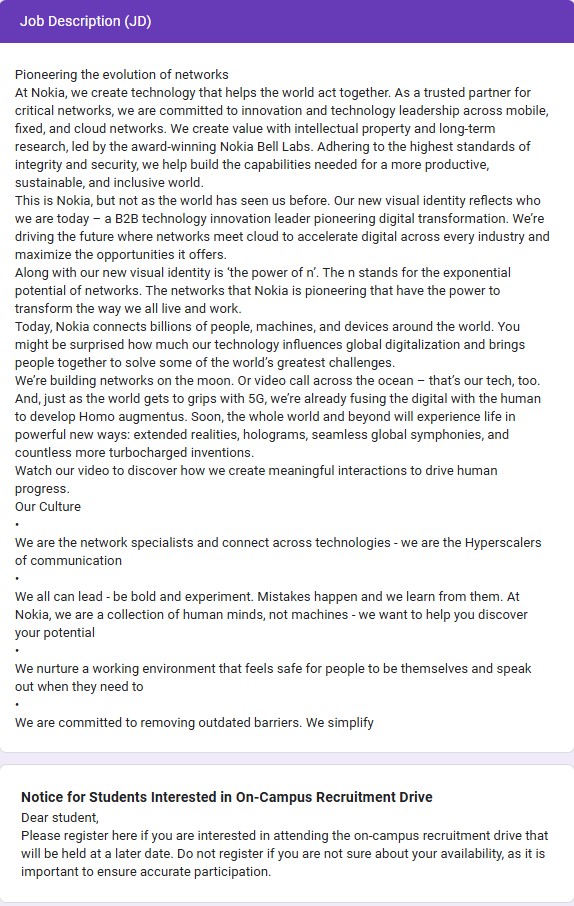 Job Description (JD)
Pioneering the evolution of networks
At Nokia, we create technology that helps the world act together. As a trusted partner for
critical networks, we are committed to innovation and technology leadership across mobile,
fixed, and cloud networks. We create value with intellectual property and long-term
research, led by the award-winning Nokia Bell Labs. Adhering to the highest standards of
integrity and security, we help build the capabilities needed for a more productive,
sustainable, and inclusive world.
This is Nokia, but not as the world has seen us before. Our new visual identity reflects who
we are today – a B2B technology innovation leader pioneering digital transformation. We’re
driving the future where networks meet cloud to accelerate digital across every industry and
maximize the opportunities it offers.
Along with our new visual identity is ‘the power of n’. The n stands for the exponential
potential of networks. The networks that Nokia is pioneering that have the power to
transform the way we all live and work.
Today, Nokia connects billions of people, machines, and devices around the world. You
might be surprised how much our technology influences global digitalization and brings
people together to solve some of the world’s greatest challenges.
We’re building networks on the moon. Or video call across the ocean – that’s our tech, too.
And, just as the world gets to grips with 5G, we’re already fusing the digital with the human
to develop Homo augmentus. Soon, the whole world and beyond will experience life in
powerful new ways: extended realities, holograms, seamless global symphonies, and
countless more turbocharged inventions.
Watch our video to discover how we create meaningful interactions to drive human
progress.
Our Culture
•
We are the network specialists and connect across technologies - we are the Hyperscalers
of communication
•
We all can lead - be bold and experiment. Mistakes happen and we learn from them. At
Nokia, we are a collection of human minds, not machines - we want to help you discover
your potential
•
We nurture a working environment that feels safe for people to be themselves and speak
out when they need to
•
We are committed to removing outdated barriers. We simplify
Notice for Students Interested in On-Campus Recruitment Drive
Dear student,
Please register here if you are interested in attending the on-campus recruitment drive that
will be held at a later date. Do not register if you are not sure about your availability, as it is
important to ensure accurate participation.